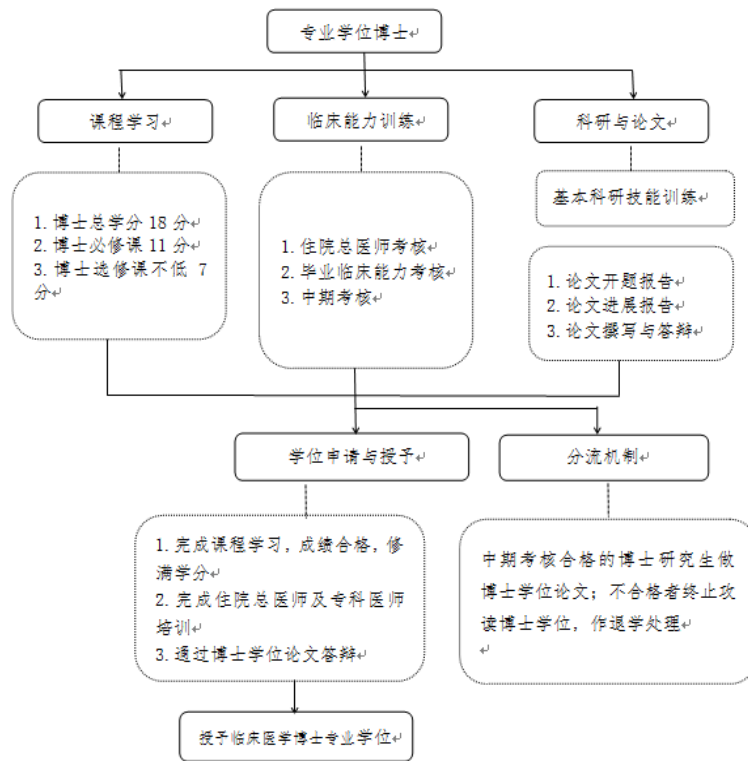 专业学位博士
课程学习
临床能力训练
科研与论文
1. 博士总学分 18 分
2. 博士必修课 11 分
3. 博士选修课不低 7
分
1. 住院总医师考核
2. 毕业临床能力考核
3. 中期考核
基本科研技能训练
1. 论文开题报告
2. 论文进展报告
3. 论文撰写与答辩
学位申请与授予
分流机制
1. 完成课程学习，成绩合格，修
满学分
2. 完成住院总医师及专科医师
培训
3. 通过博士学位论文答辩
中期考核合格的博士研究生做
博士学位论文；不合格者终止攻
读博士学位，作退学处理
授予临床医学博士专业学位